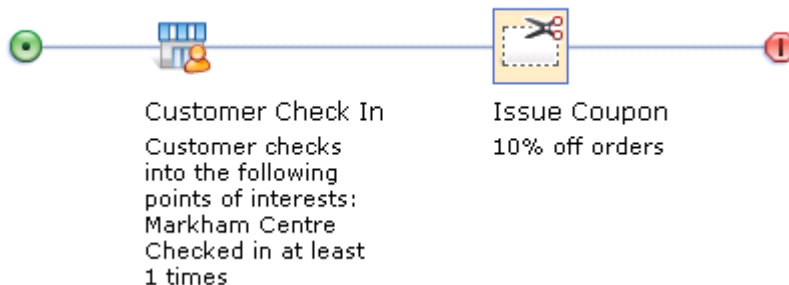 Customer Check In
Customer checks
into the following
points of interests:
Markham Centre
Checked in at least
1 times
Issue Coupon
10% off orders